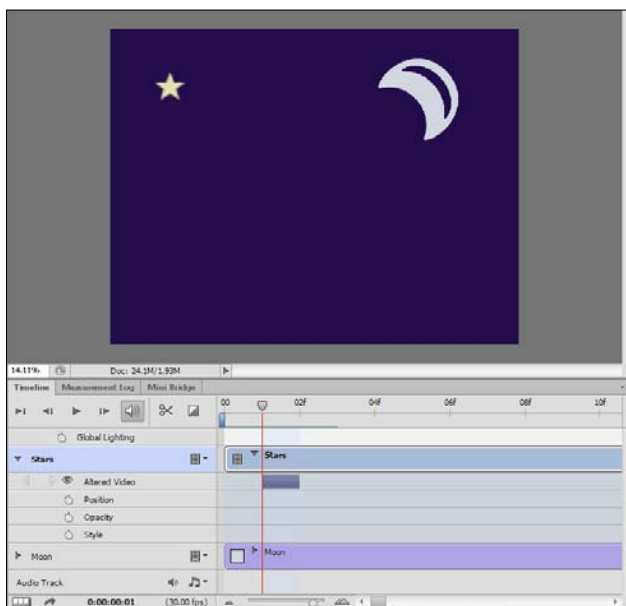 14.11% Doc: 24.1M/1.93M
Timeline Measurement Log Mini Bridge
00 02f 04f 06f 08f 10f
Global Lighting
Stars Stars
Altered Video
Position
Opacity
Style
Moon Moon
Audio Track
0:00:00:01 (30.00 fps)